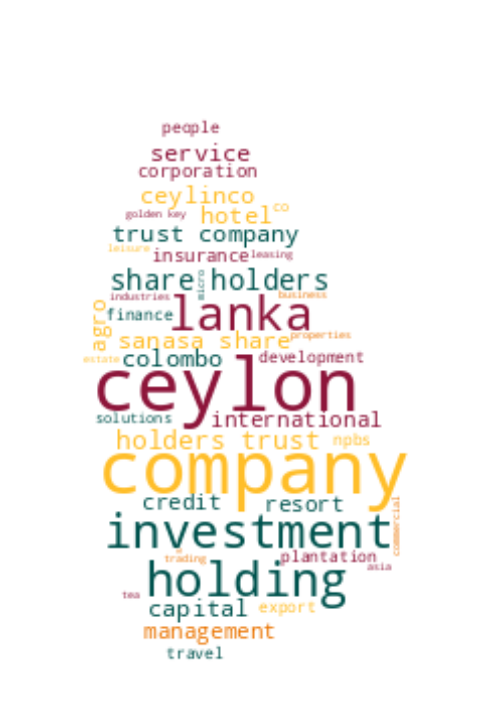 people
service
corporation
ceylinco
golden key hotel co
trust company
leisure
insurance leasing
share micro holders
industries business
agro finance lanka
sanasa share properties
estate colombo development
ceylon
solutions international
holders trust npbs
company
credit resort
investment commercial
trading plantation
asia
holding
tea
capital export
management
travel